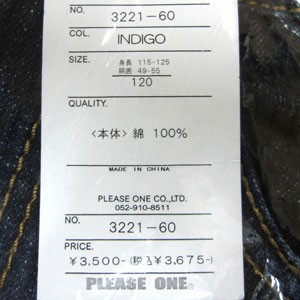 NO.
3221-60
COL. INDIGO
SIZE. 身長 115-125
胴囲 49-55
120
QUALITY.
〈本体〉綿 100%
MADE IN CHINA
PLEASE ONE CO.,LTD.
052-910-8511
NO.
3221-60
PRICE.
¥3,500-(税込¥3,675-)
PLEASE ONE.